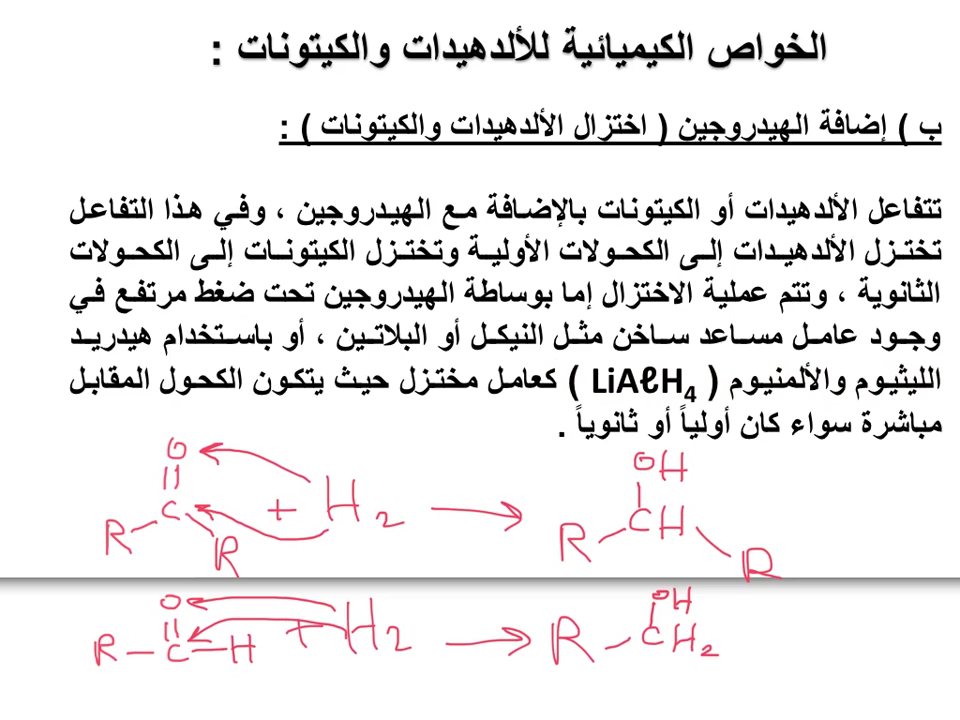 الخواص الكيميائية للألدهيدات والكيتونات :
ب ) إضافة الهيدروجين ( اختزال الألدهيدات والكيتونات ) :
تتفاعل الألدهيدات أو الكيتونات بالإضافة مع الهيدروجين ، وفي هذا التفاعل
تختزل الألدهيدات إلى الكحولات الأولية وتختزل الكيتونات إلى الكحولات
الثانوية ، وتتم عملية الاختزال إما بوساطة الهيدروجين تحت ضغط مرتفع في
وجود عامل مساعد ساخن مثل النيكل أو البلاتين ، أو باستخدام هيدريد
الليثيوم والألمنيوم ( LiAℓH4 ) كعامل مختزل حيث يتكون الكحول المقابل
مباشرة سواء كان أولياً أو ثانوياً .
O OH
R C R + H2 → R CH R
O OH
R – C – H + H2 → R – CH2